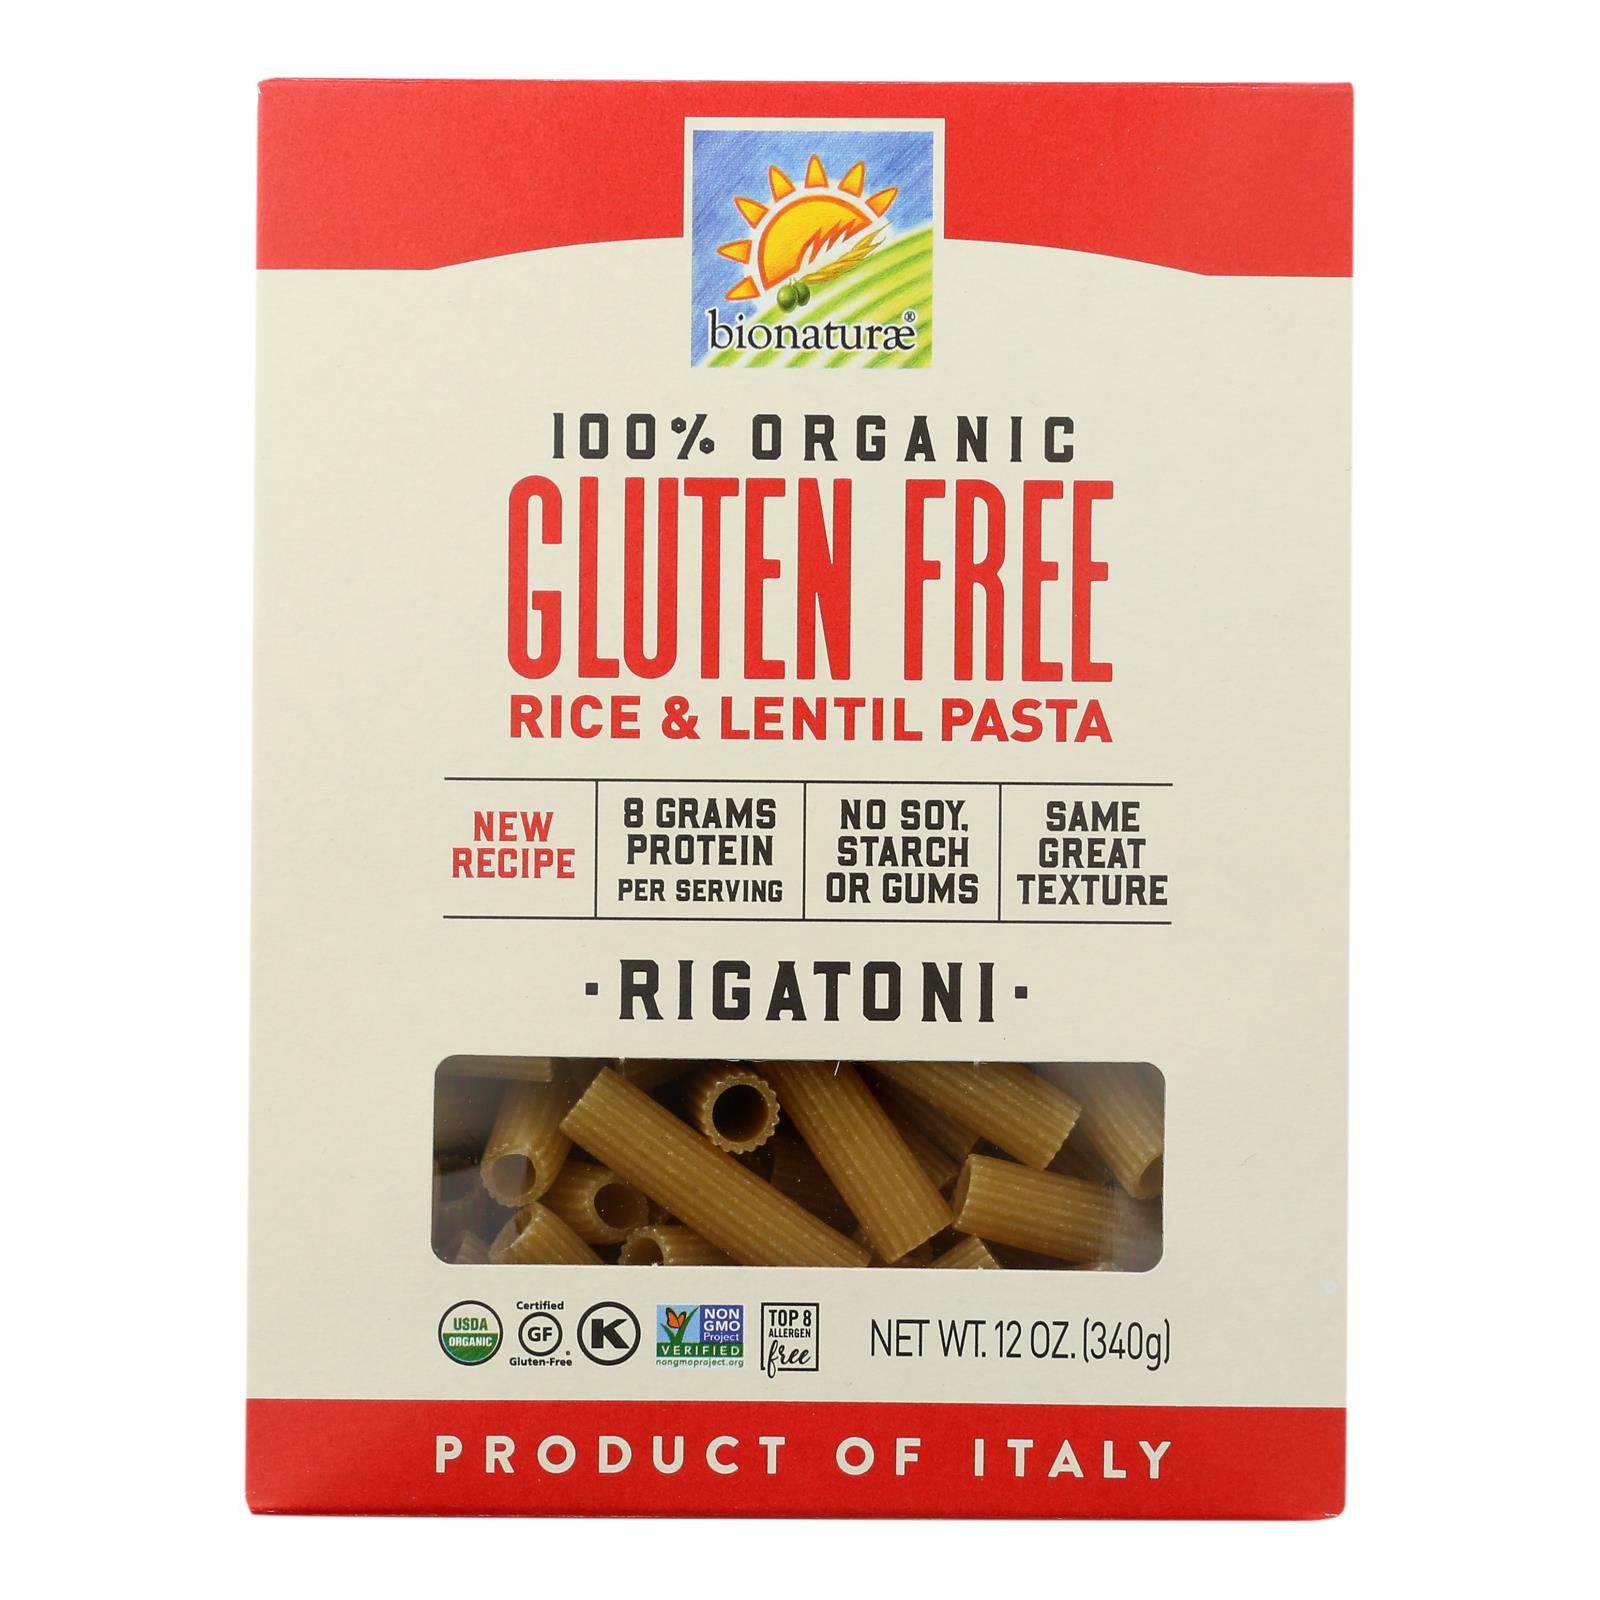 bionaturæ®
100% ORGANIC
GLUTEN FREE
RICE & LENTIL PASTA
NEW
RECIPE
8 GRAMS
PROTEIN
PER SERVING
NO SOY,
STARCH
OR GUMS
SAME
GREAT
TEXTURE
·RIGATONI·
USDA
ORGANIC
Certified
GF
Gluten-Free
K
NON
GMO
Project
VERIFIED
nongmoproject.org
TOP 8
ALLERGEN
free
NET WT. 12 OZ. (340g)
PRODUCT OF ITALY